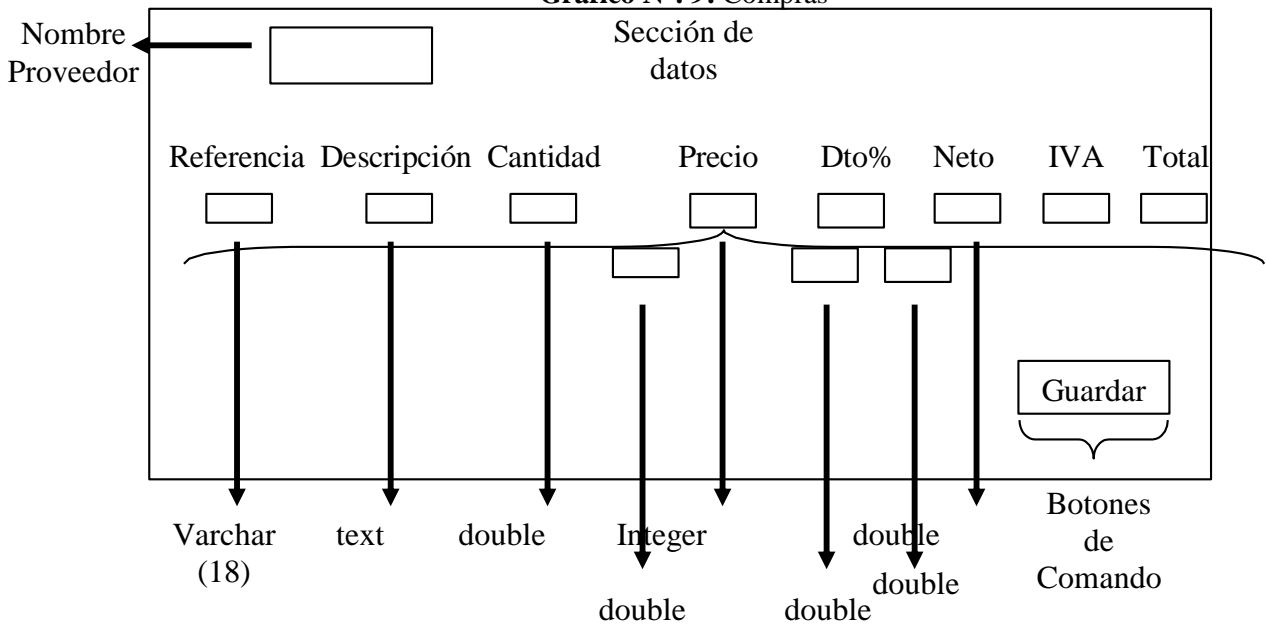 Gráfico Nº. 9. Compras
Nombre
Proveedor
Sección de
datos
Referencia Descripción Cantidad Precio Dto% Neto IVA Total
Guardar
Varchar
(18)
text
double
Integer
double
double
double
double
Botones
de
Comando